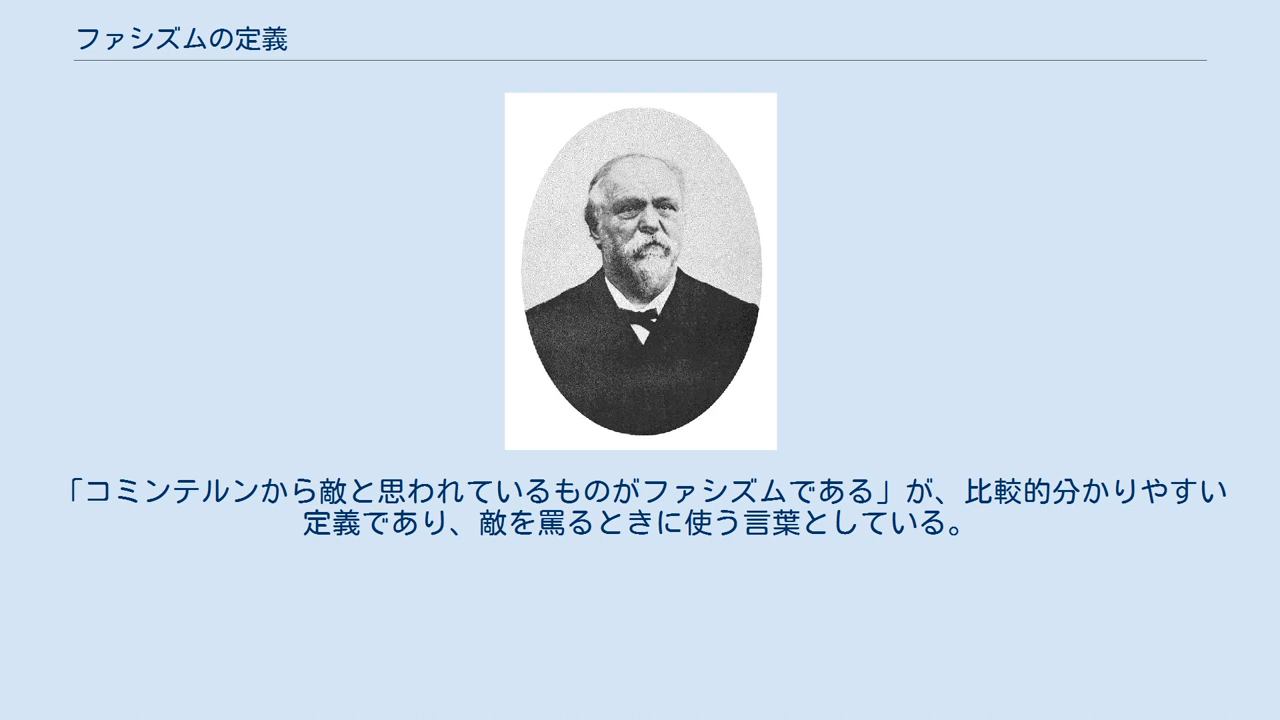 ファシズムの定義
「コミンテルンから敵と思われているものがファシズムである」が、比較的分かりやすい
定義であり、敵を罵るときに使う言葉としている。